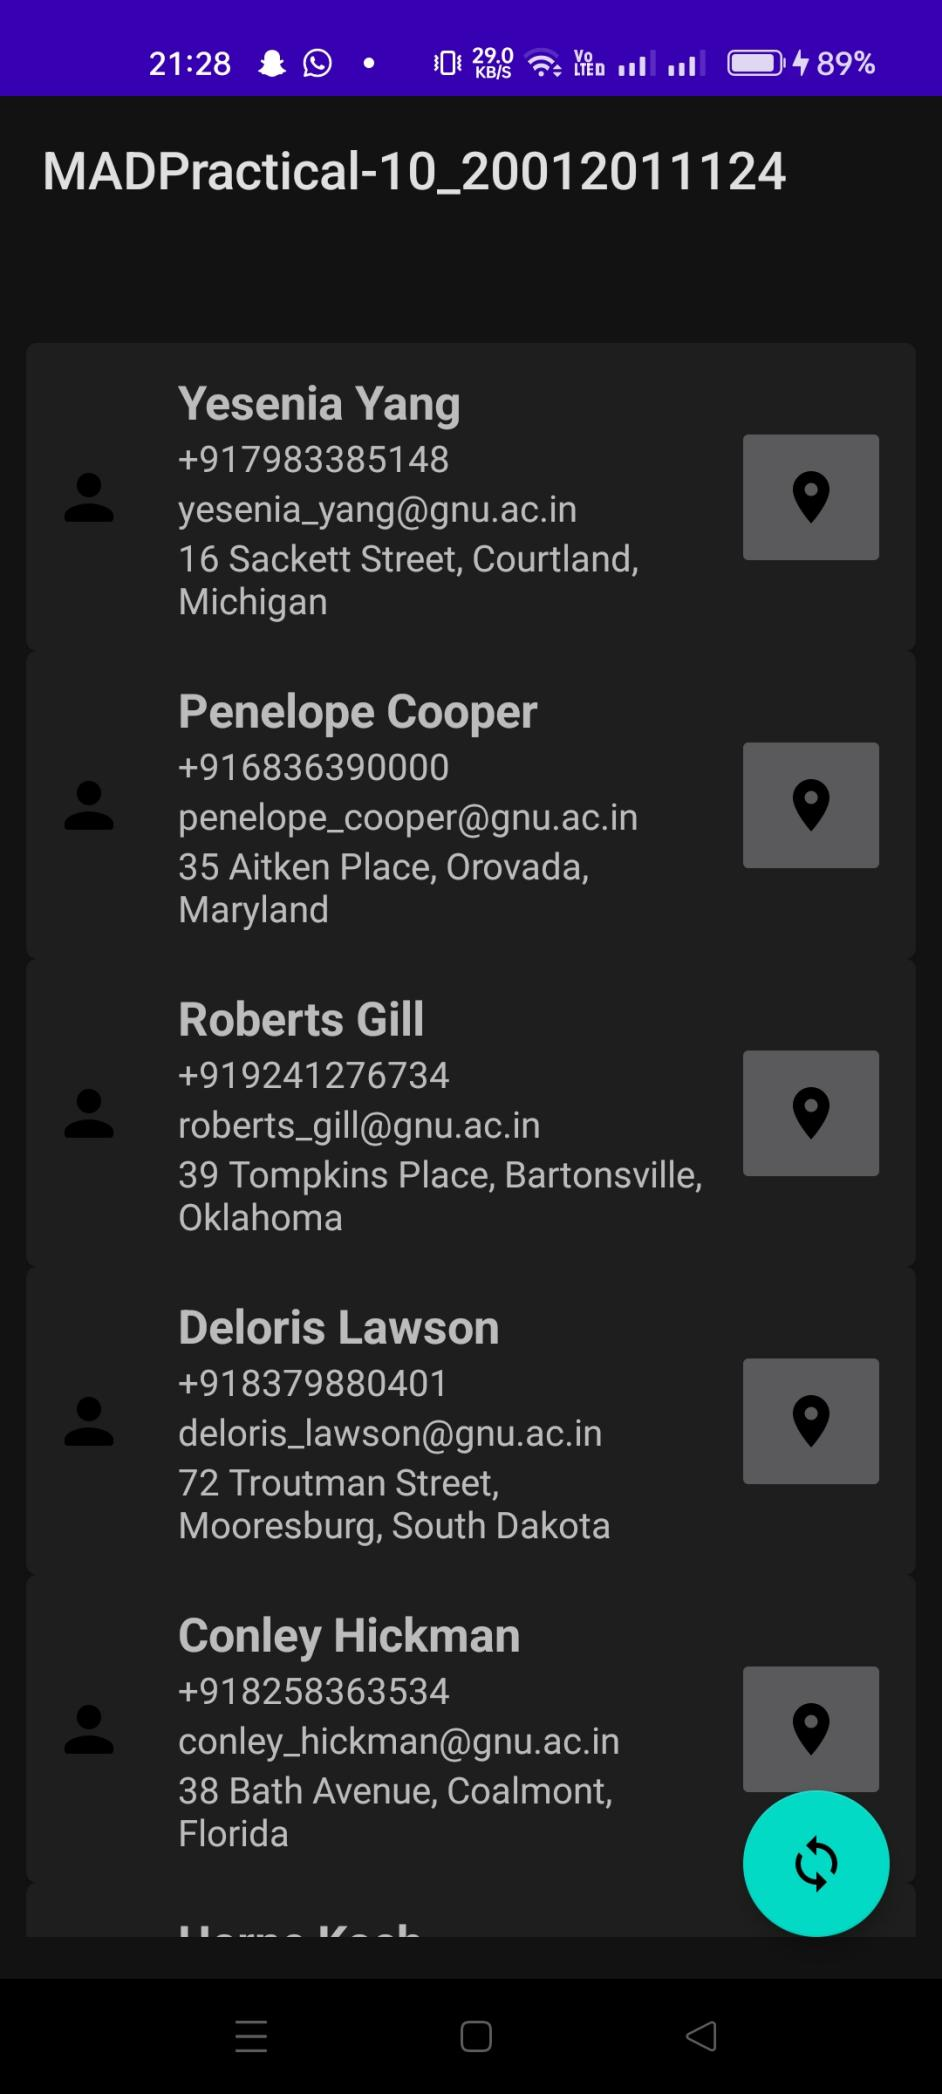 21:28
29.0
KB/S
Vo
LTE
89%
MADPractical-10_20012011124
Yesenia Yang
+917983385148
yesenia_yang@gnu.ac.in
16 Sackett Street, Courtland,
Michigan
Penelope Cooper
+916836390000
penelope_cooper@gnu.ac.in
35 Aitken Place, Orovada,
Maryland
Roberts Gill
+919241276734
roberts_gill@gnu.ac.in
39 Tompkins Place, Bartonsville,
Oklahoma
Deloris Lawson
+918379880401
deloris_lawson@gnu.ac.in
72 Troutman Street,
Mooresburg, South Dakota
Conley Hickman
+918258363534
conley_hickman@gnu.ac.in
38 Bath Avenue, Coalmont,
Florida